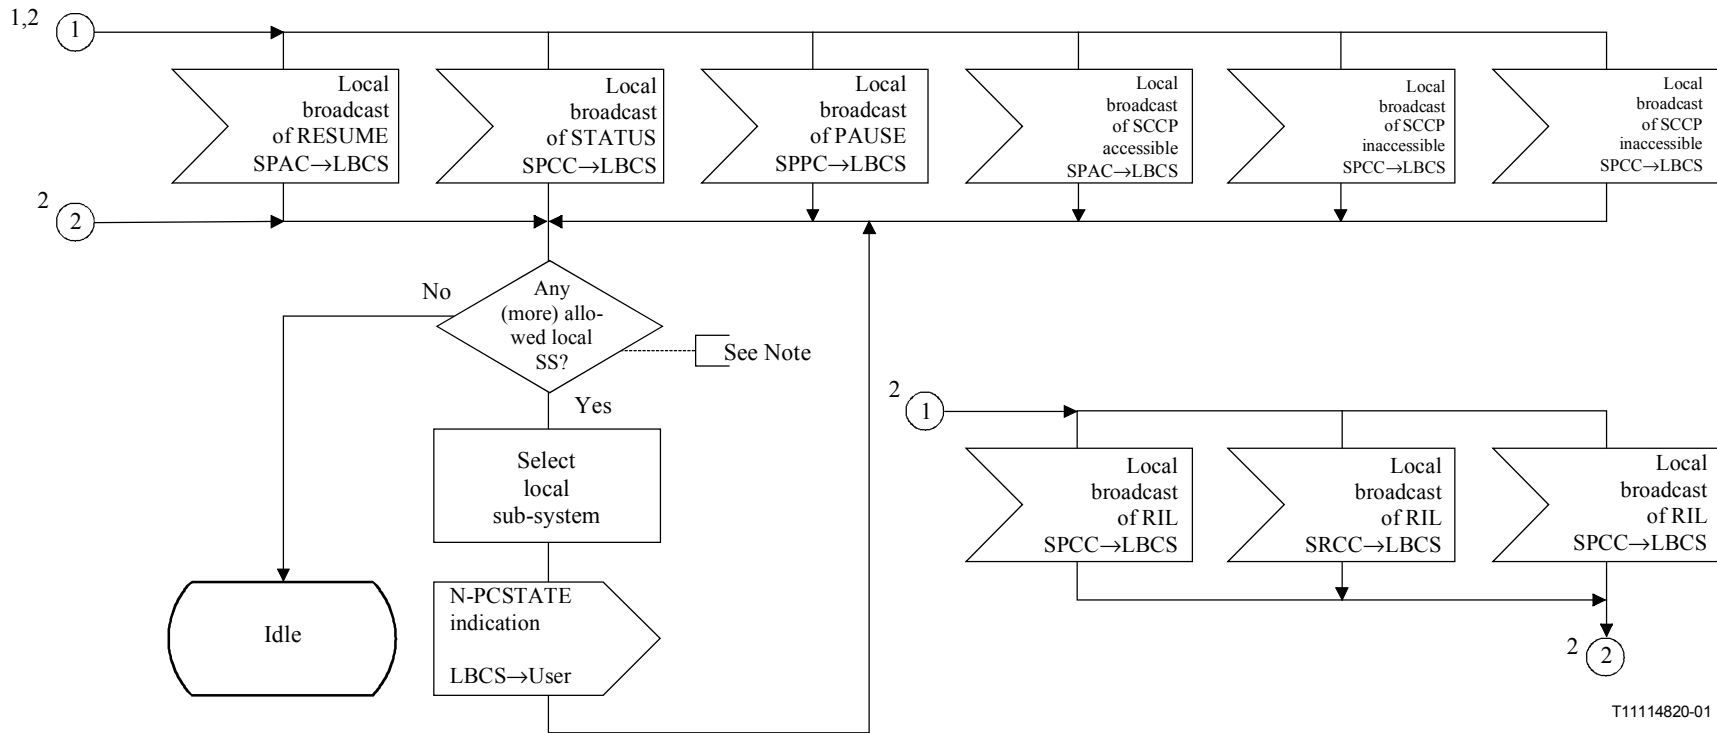 1,2
1
Local
broadcast
of RESUME
SPAC→LBCS
Local
broadcast
of STATUS
SPCC→LBCS
Local
broadcast
of PAUSE
SPPC→LBCS
Local
broadcast
of SCCP
accessible
SPAC→LBCS
Local
broadcast
of SCCP
inaccessible
SPCC→LBCS
Local
broadcast
of SCCP
inaccessible
SPCC→LBCS
2
2
No
Any
(more) allo-
wed local
SS?
See Note
Yes
Select
local
sub-system
N-PCSTATE
indication
LBCS→User
Idle
2
1
Local
broadcast
of RIL
SPCC→LBCS
Local
broadcast
of RIL
SRCC→LBCS
Local
broadcast
of RIL
SPCC→LBCS
2
2
T11114820-01